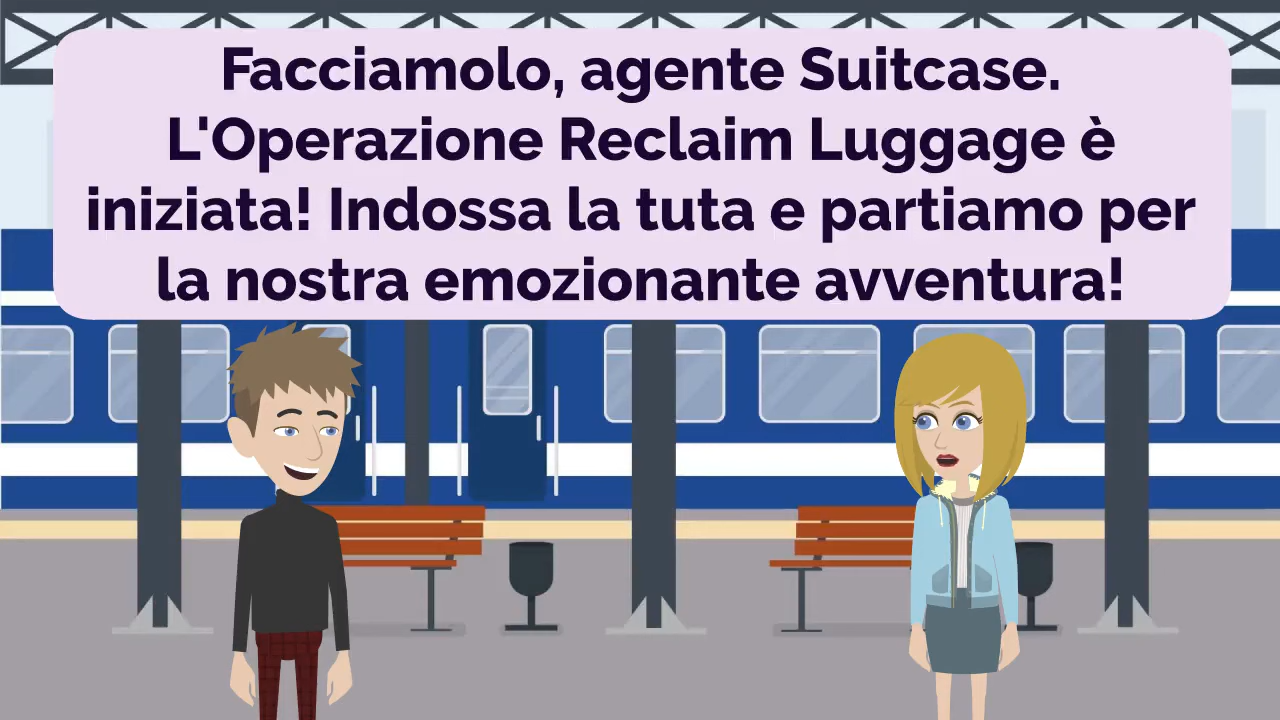 Facciamolo, agente Suitcase.
L'Operazione Reclaim Luggage è
iniziata! Indossa la tuta e partiamo per
la nostra emozionante avventura!